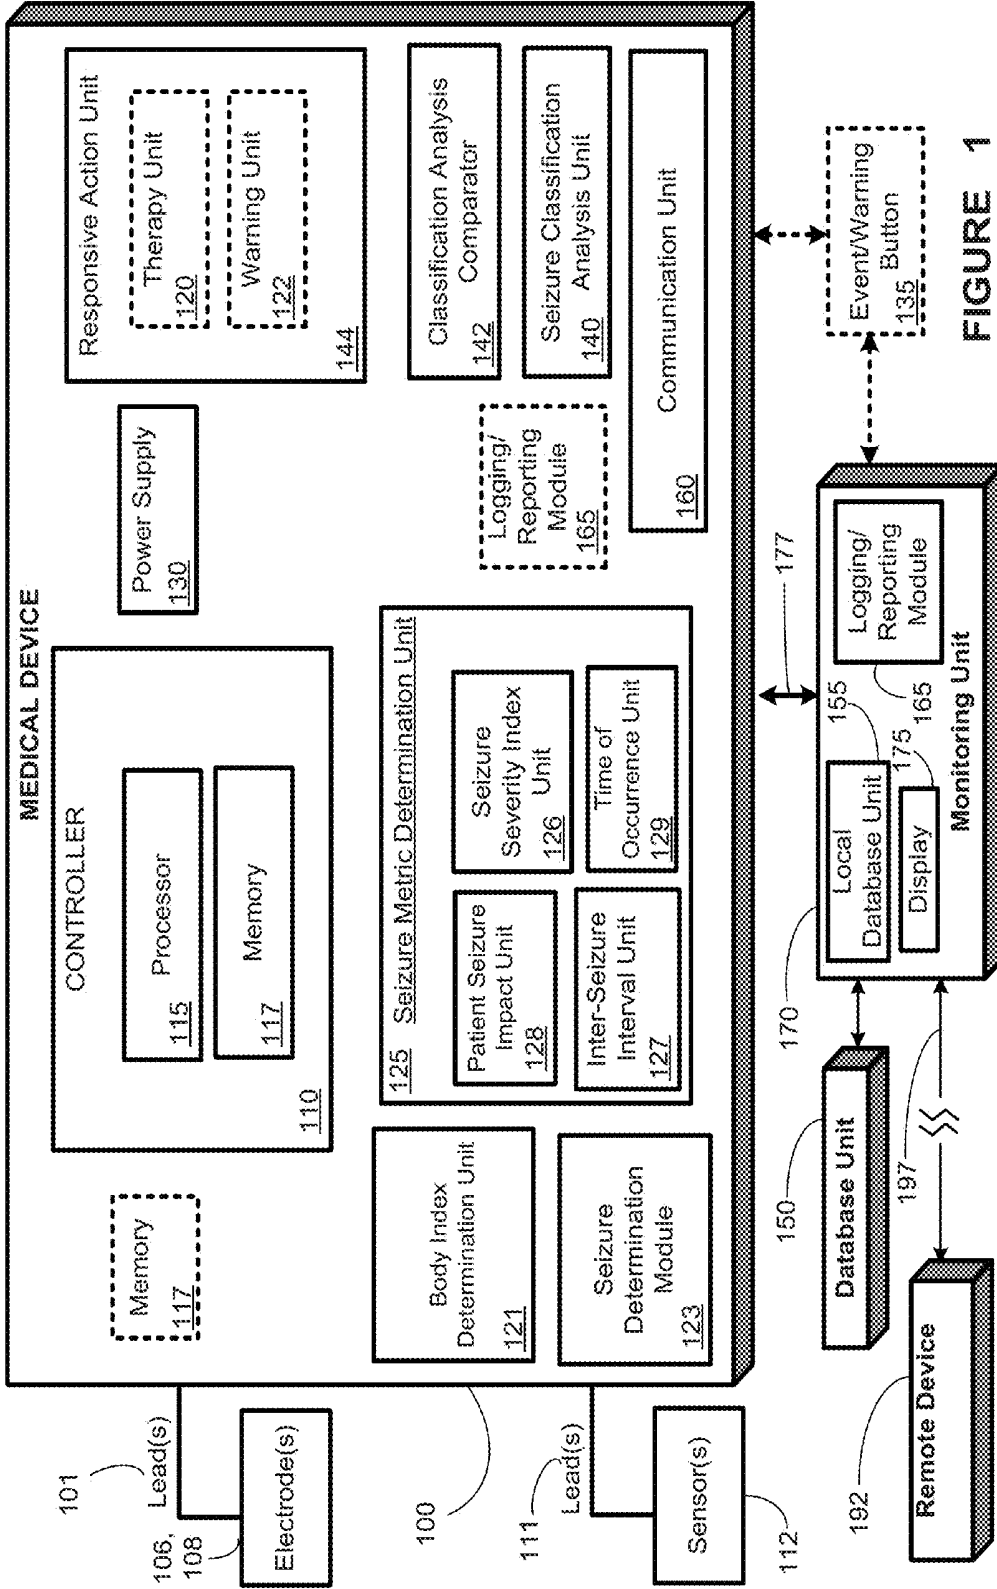 MEDICAL DEVICE
Memory
117
CONTROLLER
Processor
115
Memory
117
110
Power Supply
130
Responsive Action Unit
Therapy Unit
120
Warning Unit
122
144
Body Index
Determination Unit
121
Seizure
Determination
Module
123
125
Seizure Metric Determination Unit
Patient Seizure
Impact Unit
128
Seizure
Severity Index
Unit
126
Inter-Seizure
Interval Unit
127
Time of
Occurrence Unit
129
Logging/
Reporting
Module
165
Classification Analysis
Comparator
142
Seizure Classification
Analysis Unit
140
Communication Unit
160
101
Lead(s)
106,
108
Electrode(s)
100
111
Lead(s)
Sensor(s)
112
177
150
Database Unit
170
Local
Database Unit
155
Display
175
Logging/
Reporting
Module
165
Monitoring Unit
Event/Warning
Button
135
197
192
Remote Device
FIGURE 1